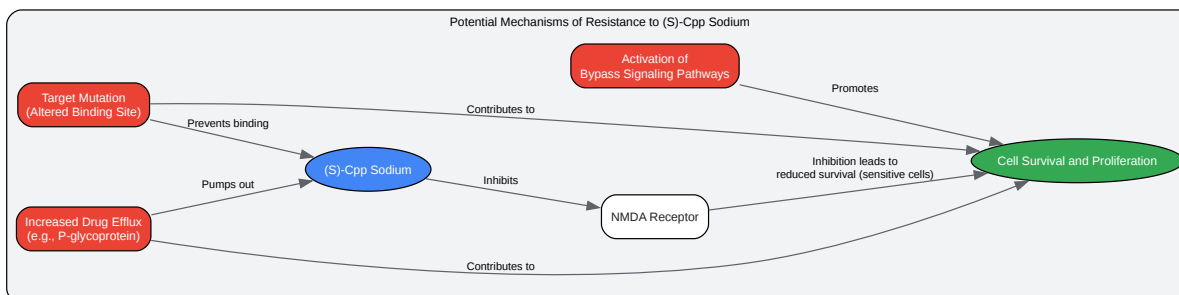 Potential Mechanisms of Resistance to (S)-Cpp Sodium
Activation of
Bypass Signaling Pathways
Target Mutation
(Altered Binding Site)
Contributes to
Promotes
Prevents binding
(S)-Cpp Sodium
Inhibition leads to
reduced survival (sensitive cells)
Cell Survival and Proliferation
Pumps out
Inhibits
NMDA Receptor
Increased Drug Efflux
(e.g., P-glycoprotein)
Contributes to